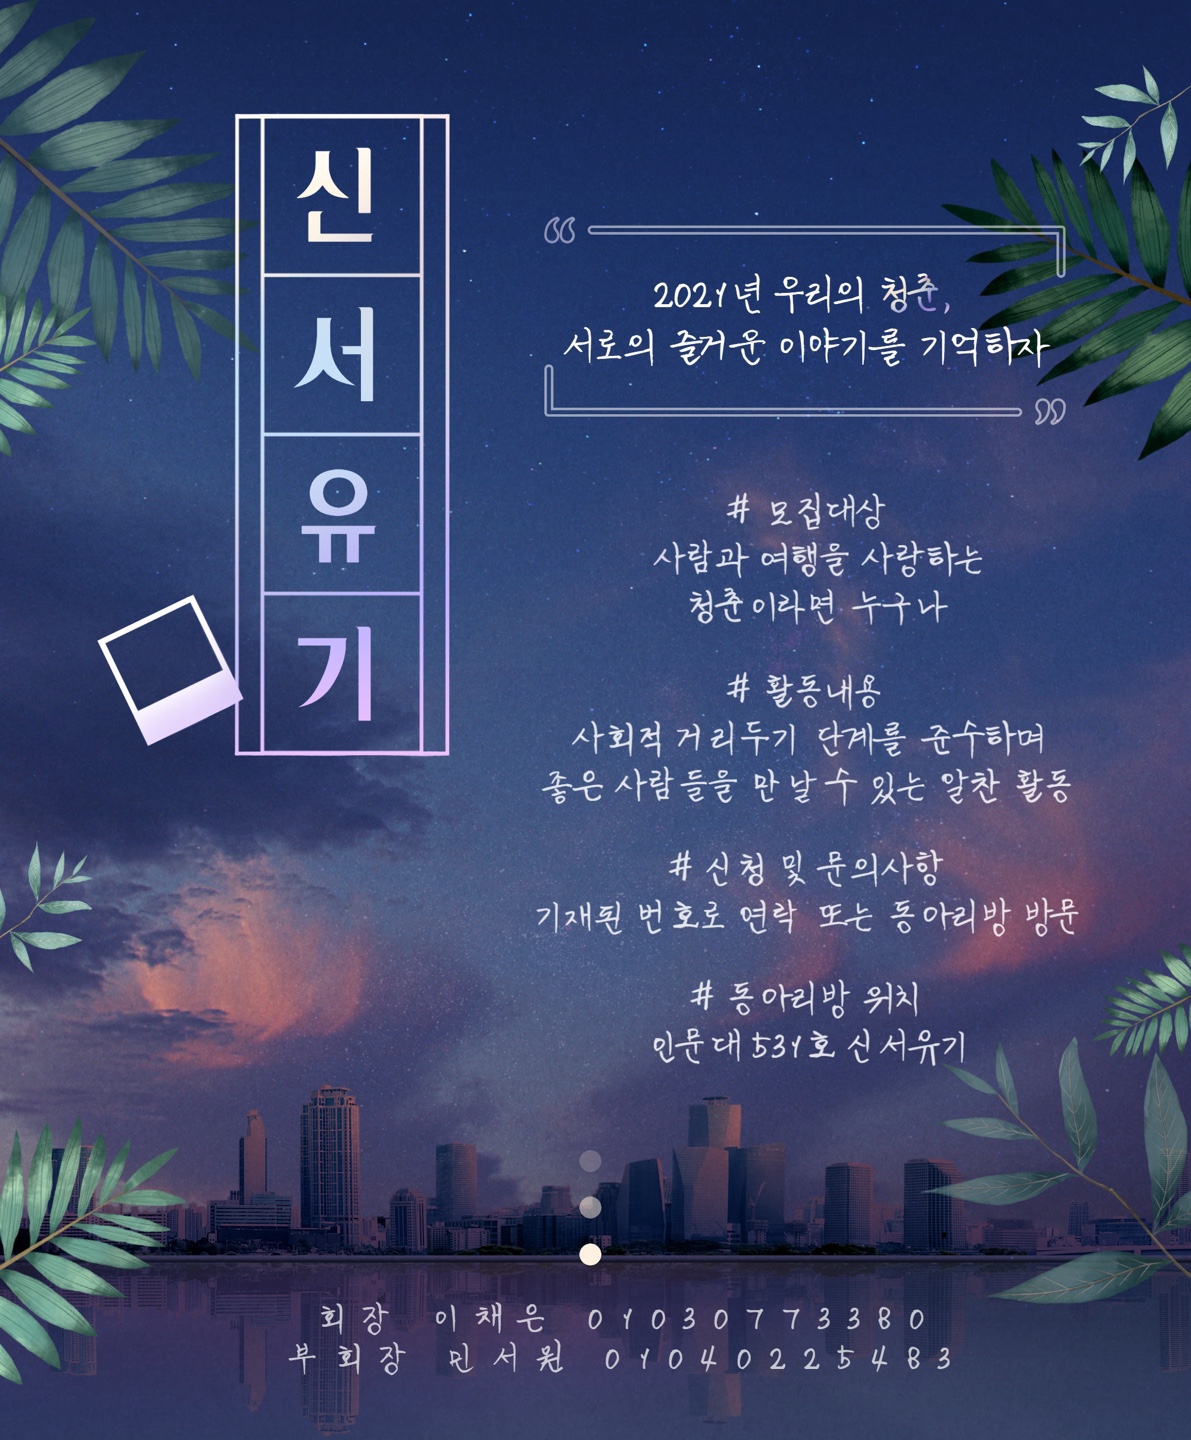 신서유기
“
2021년 우리의 청춘,
서로의 즐거운 이야기를 기억하자
”
# 모집대상
사람과 여행을 사랑하는
청춘이라면 누구나
# 활동내용
사회적 거리두기 단계를 준수하며
좋은 사람들을 만날 수 있는 알찬 활동
# 신청 및 문의사항
기재된 번호로 연락 또는 동아리방 방문
# 동아리방 위치
인문대 531호 신서유기
회장 이채은 01030773380
부회장 민서원 01040225483